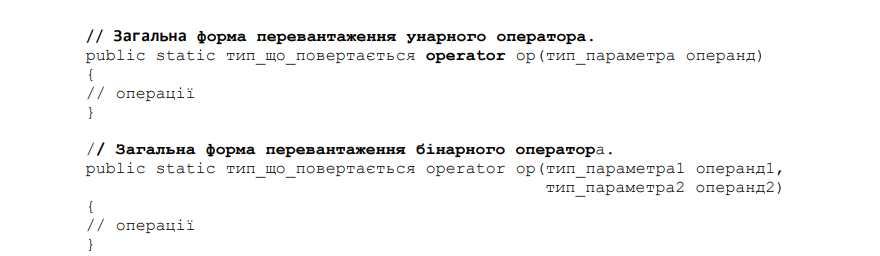 // Загальна форма перевантаження унарного оператора.
public static тип_що_повертається operator op(тип_параметра операнд)
{
// операції
}
// Загальна форма перевантаження бінарного оператора.
public static тип_що_повертається operator op(тип_параметра1 операнд1,
тип_параметра2 операнд2)
{
// операції
}